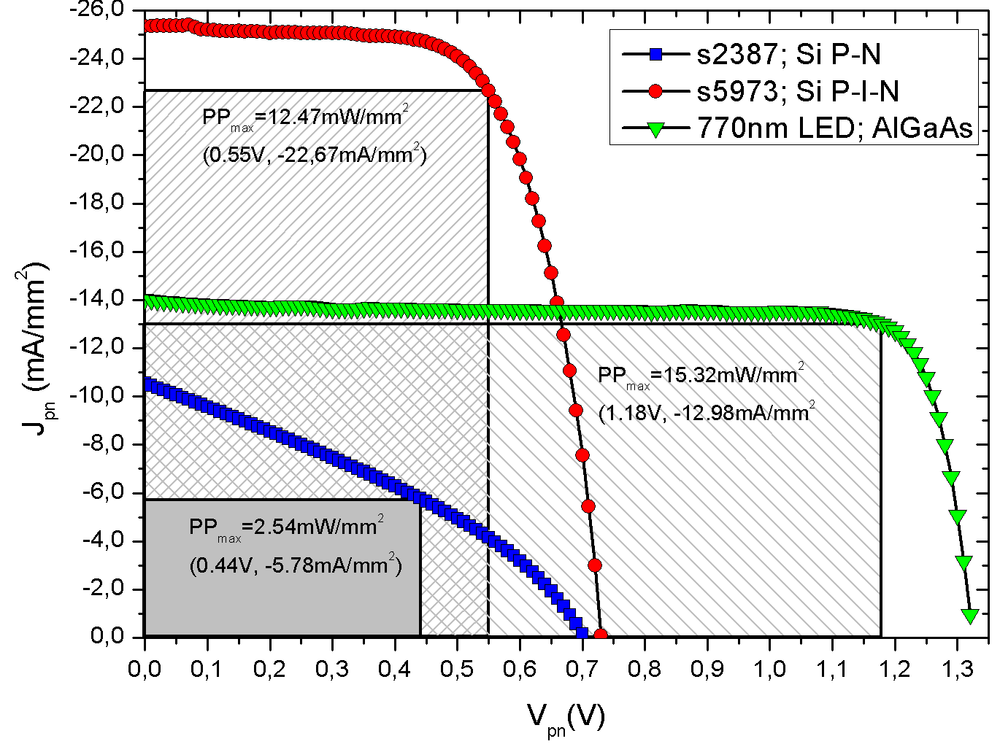 -26,0
-24,0
-22,0
-20,0
-18,0
-16,0
-14,0
-12,0
-10,0
-8,0
-6,0
-4,0
-2,0
0,0
J_pn (mA/mm²)
s2387; Si P-N
s5973; Si P-I-N
770nm LED; AlGaAs
PP_max=12.47mW/mm²
(0.55V, -22,67mA/mm²)
PP_max=15.32mW/mm²
(1.18V, -12.98mA/mm²
PP_max=2.54mW/mm²
(0.44V, -5.78mA/mm²)
0,0 0,1 0,2 0,3 0,4 0,5 0,6 0,7 0,8 0,9 1,0 1,1 1,2 1,3
V_pn(V)